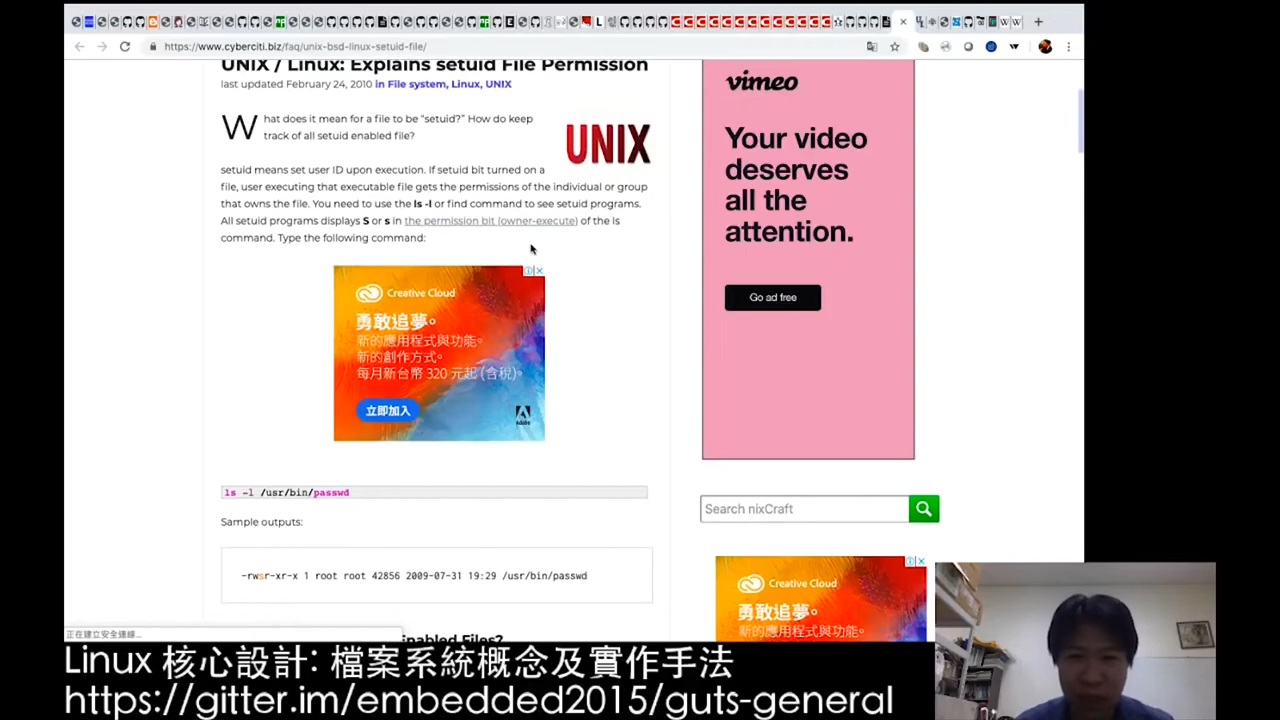 https://www.cyberciti.biz/faq/unix-bsd-linux-setuid-file/
UNIX / Linux: Explains setuid File Permission
last updated February 24, 2010 in File system, Linux, UNIX
What does it mean for a file to be “setuid?” How do keep
track of all setuid enabled file?
UNIX
setuid means set user ID upon execution. If setuid bit turned on a
file, user executing that executable file gets the permissions of the individual or group
that owns the file. You need to use the ls -l or find command to see setuid programs.
All setuid programs displays S or s in the permission bit (owner-execute) of the ls
command. Type the following command:
Creative Cloud
勇敢追夢。
新的應用程式與功能。
新的創作方式。
每月新台幣 320 元起 (含稅)。
立即加入
Adobe
ls -l /usr/bin/passwd
Sample outputs:
-rwsr-xr-x 1 root root 42856 2009-07-31 19:29 /usr/bin/passwd
Enabled Files?
正在建立安全連線...
vimeo
Your video
deserves
all the
attention.
Go ad free
Search nixCraft
Creative Cloud
勇敢追夢。
新的應用程式與功能。
Linux 核心設計: 檔案系統概念及實作手法
https://gitter.im/embedded2015/guts-general